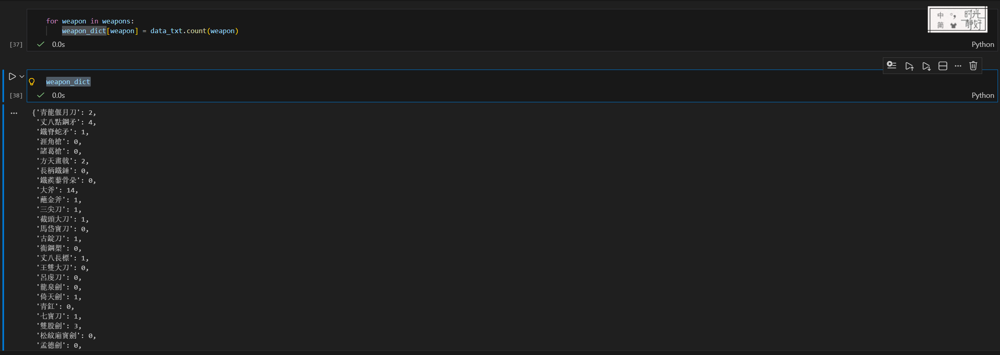 for weapon in weapons:
weapon_dict[weapon] = data_txt.count(weapon)
[37]
0.0s
Python
中 °, 时光
简 静好
weapon_dict
[38]
0.0s
Python
{'青龍偃月刀': 2,
'丈八點鋼矛': 4,
'鐵脊蛇矛': 1,
'涯角槍': 0,
'諸葛槍': 0,
'方天畫戟': 2,
'長柄鐵錘': 0,
'鐵蒺藜骨朵': 0,
'大斧': 14,
'蘸金斧': 1,
'三尖刀': 1,
'截頭大刀': 1,
'馬岱寶刀': 0,
'古錠刀': 1,
'衠鋼槊': 0,
'丈八長標': 1,
'王雙大刀': 0,
'呂虔刀': 0,
'龍泉劍': 0,
'倚天劍': 1,
'青釭': 0,
'七寶刀': 1,
'雙股劍': 3,
'松紋廂寶劍': 0,
'孟德劍': 0,